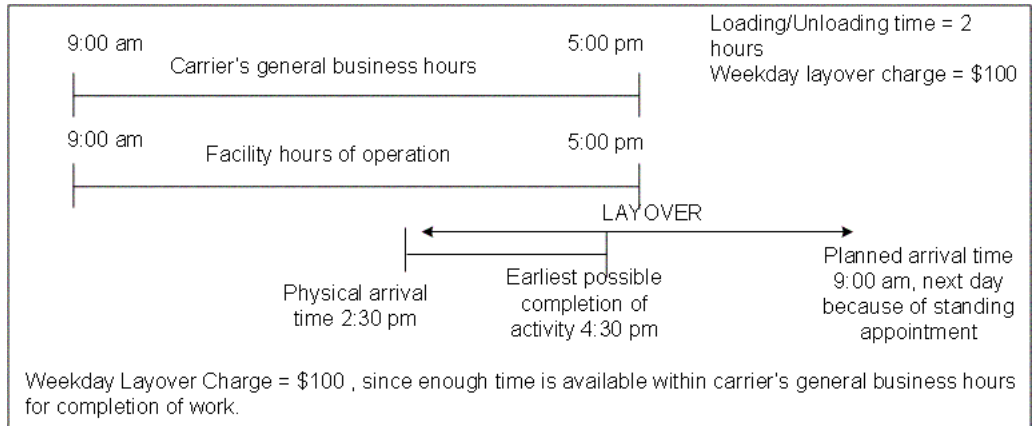 Loading/Unloading time = 2
hours
Weekday layover charge = $100
9:00 am
5:00 pm
Carrier's general business hours
9:00 am
5:00 pm
Facility hours of operation
LAYOVER
Physical arrival
time 2:30 pm
Earliest possible
completion of
activity 4:30 pm
Planned arrival time
9:00 am, next day
because of standing
appointment
Weekday Layover Charge = $100 , since enough time is available within carrier's general business hours
for completion of work.